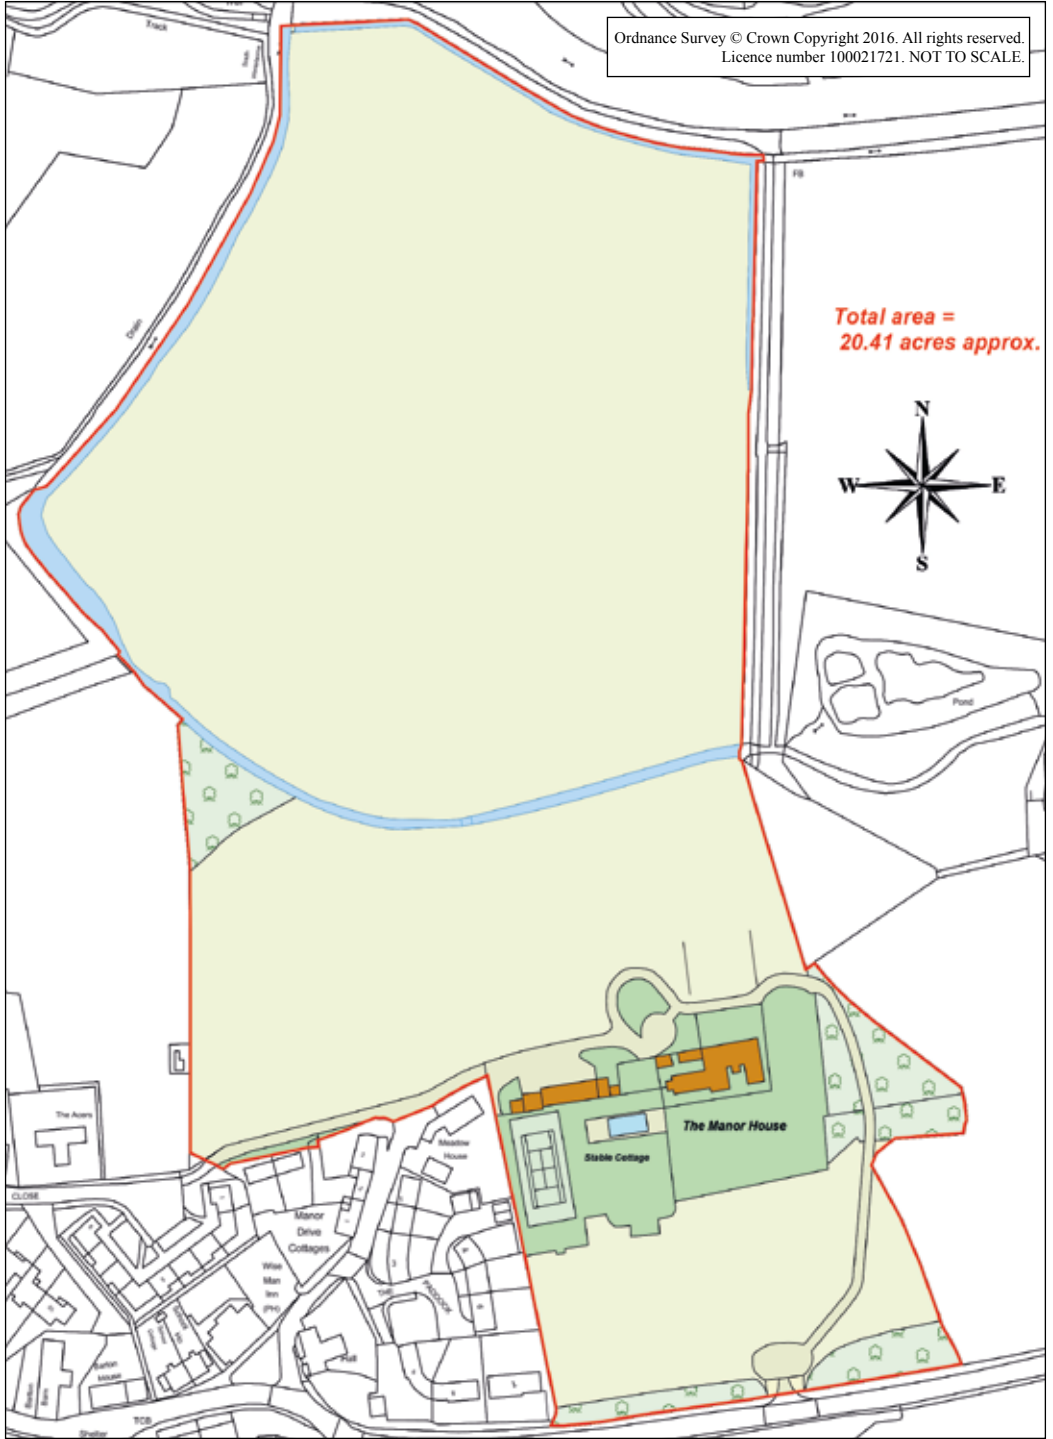 Ordnance Survey © Crown Copyright 2016. All rights reserved.
Licence number 100021721. NOT TO SCALE.
Track
FB
Drain
Total area =
20.41 acres approx.
N
W
E
S
Pond
The Acers
Meadow
House
The Manor House
Stable Cottage
CLOSE
Manor
Drive
Cottages
Wise
Man
Inn
(PH)
THE
PADDOCK
Hall
Barton
House
Barton
Barn
TCB
Shelter